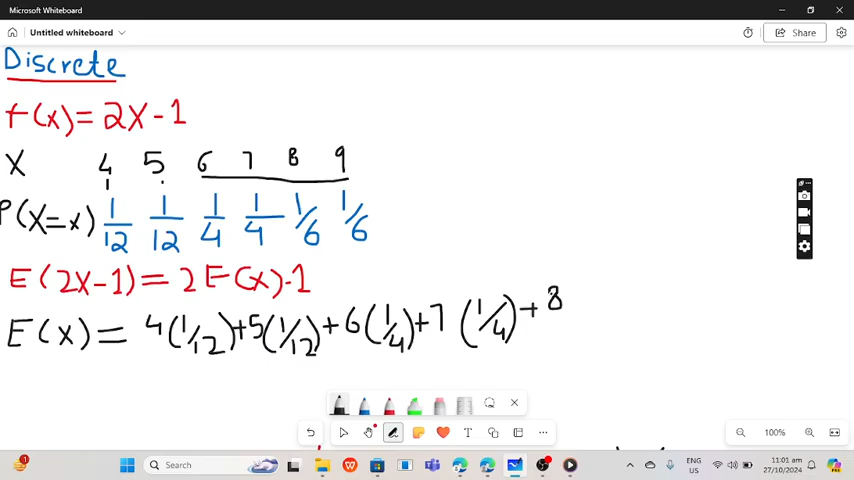 Microsoft Whiteboard
Untitled whiteboard
Share
Discrete
f(x) = 2X - 1
X 4 5 6 7 8 9
P(X=x) 1/12 1/12 1/4 1/4 1/6 1/6
E(2X-1) = 2E(x)-1
E(x) = 4(1/12)+5(1/12)+6(1/4)+7(1/4)+8
100%
1
Search
ENG
US
11:01 am
27/10/2024